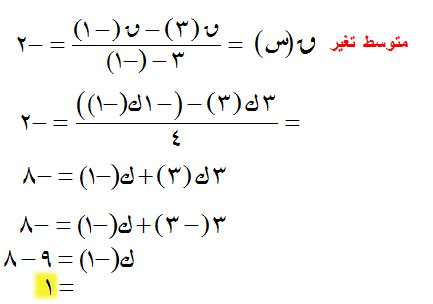 متوسط تغير ق(س) = (ق(٣) − ق(−١)) / (٣ − (−١)) = −٢
= (٣ك(٣) − (−١ك(−١))) / ٤ = −٢
٣ك(٣) + ك(−١) = −٨
٣(−٣) + ك(−١) = −٨
ك(−١) = ٩ − ٨
= ١